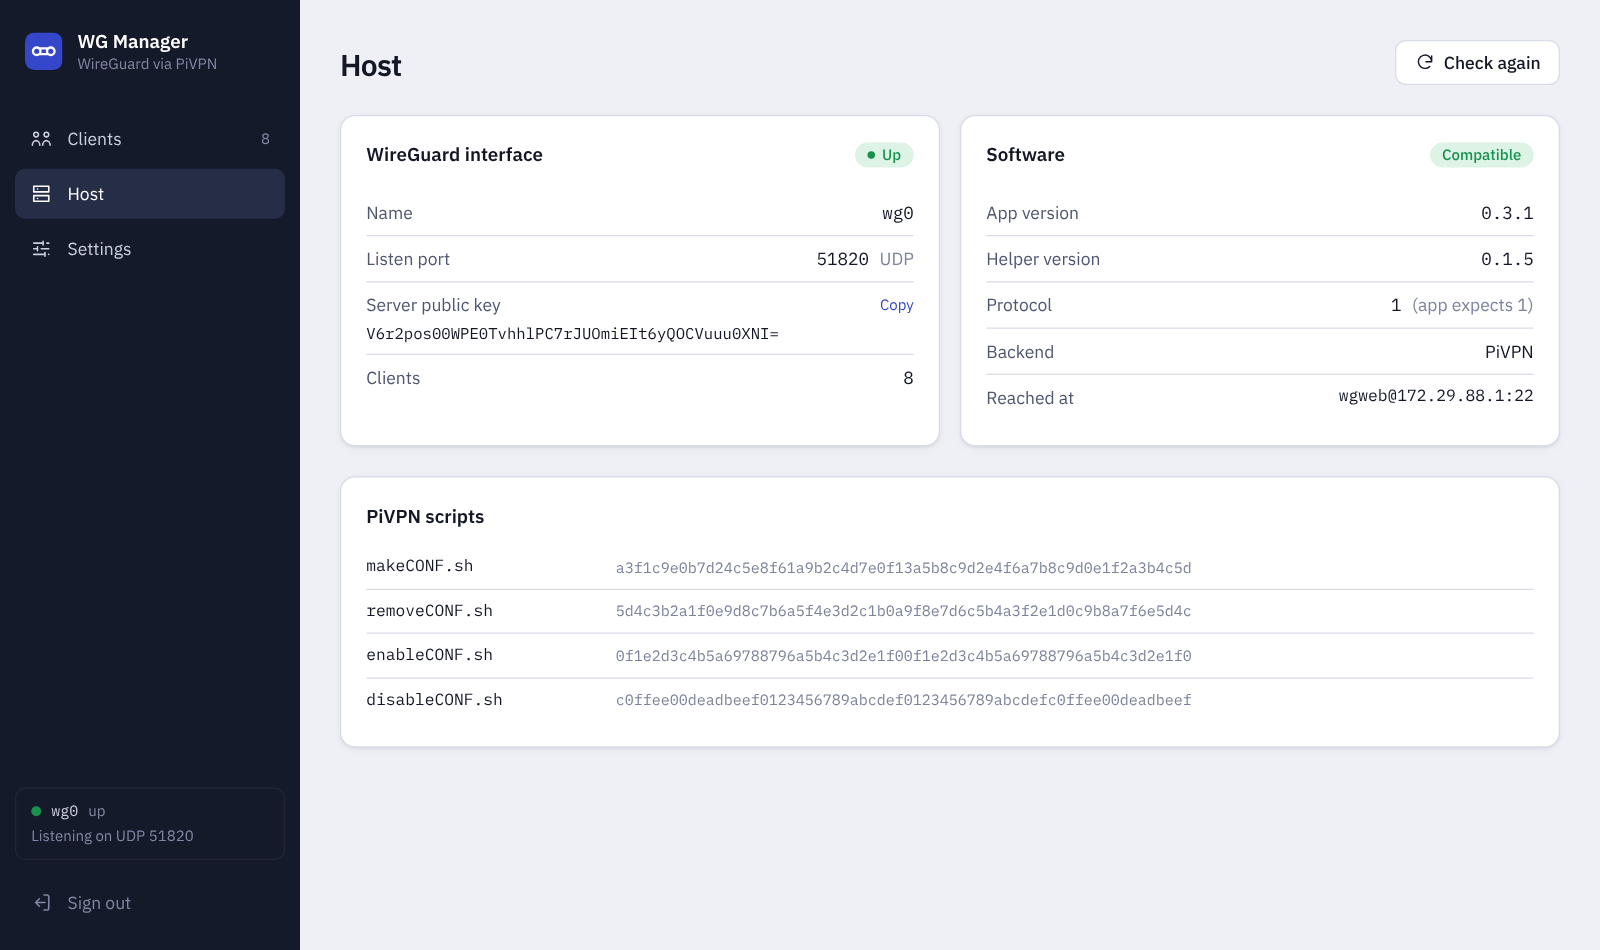 WG Manager
WireGuard via PiVPN
Clients 8
Host
Settings
wg0 up
Listening on UDP 51820
Sign out
Host
Check again
WireGuard interface
Up
Name wg0
Listen port 51820 UDP
Server public key Copy
V6r2pos00WPE0TvhhlPC7rJUOmiEIt6yQOCVuuu0XNI=
Clients 8
Software
Compatible
App version 0.3.1
Helper version 0.1.5
Protocol 1 (app expects 1)
Backend PiVPN
Reached at wgweb@172.29.88.1:22
PiVPN scripts
makeCONF.sh a3f1c9e0b7d24c5e8f61a9b2c4d7e0f13a5b8c9d2e4f6a7b8c9d0e1f2a3b4c5d
removeCONF.sh 5d4c3b2a1f0e9d8c7b6a5f4e3d2c1b0a9f8e7d6c5b4a3f2e1d0c9b8a7f6e5d4c
enableCONF.sh 0f1e2d3c4b5a69788796a5b4c3d2e1f00f1e2d3c4b5a69788796a5b4c3d2e1f0
disableCONF.sh c0ffee00deadbeef0123456789abcdef0123456789abcdefc0ffee00deadbeef